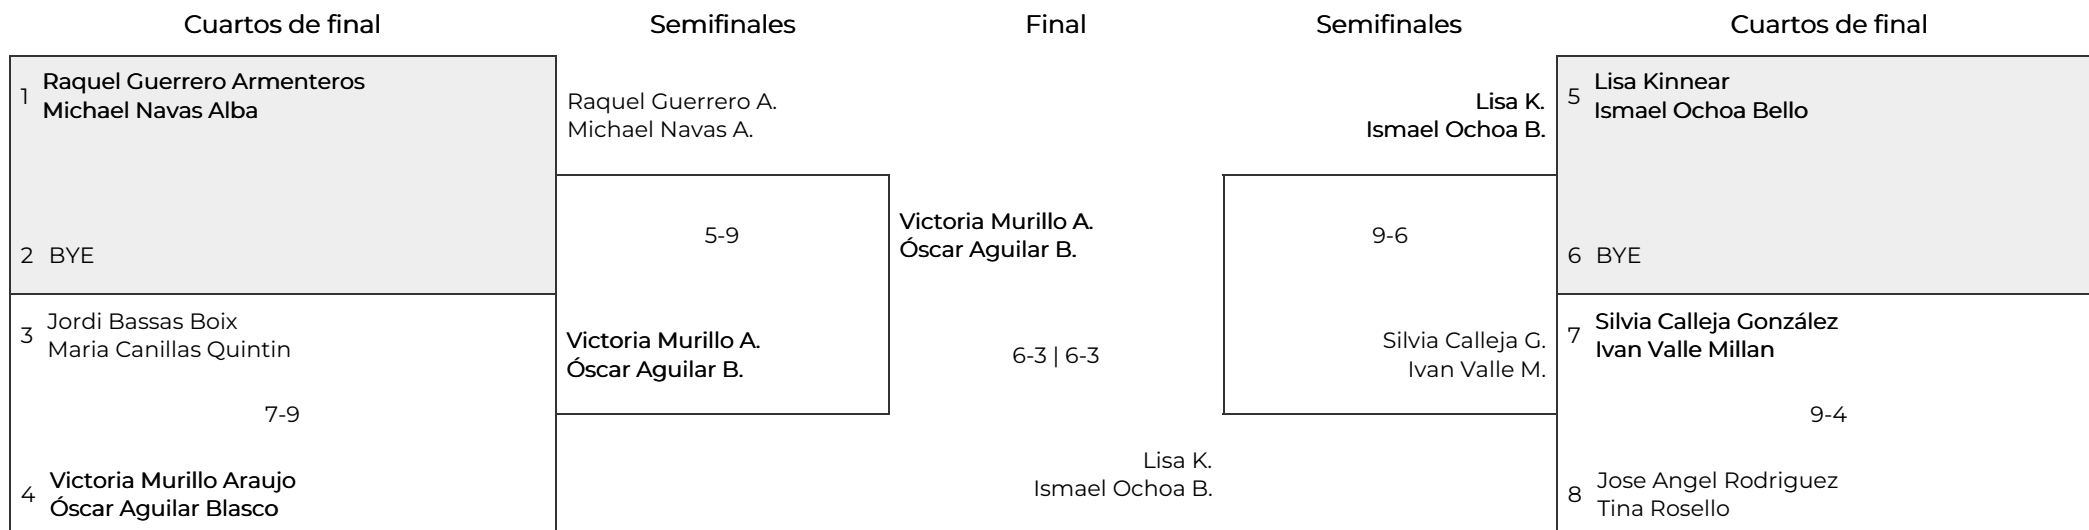 Cuartos de final
Semifinales
Final
Semifinales
Cuartos de final
1
Raquel Guerrero Armenteros
Michael Navas Alba
2 BYE
3
Jordi Bassas Boix
Maria Canillas Quintin
7-9
4
Victoria Murillo Araujo
Óscar Aguilar Blasco
Raquel Guerrero A.
Michael Navas A.
5-9
Victoria Murillo A.
Óscar Aguilar B.
Victoria Murillo A.
Óscar Aguilar B.
6-3 | 6-3
Lisa K.
Ismael Ochoa B.
Lisa K.
Ismael Ochoa B.
9-6
Silvia Calleja G.
Ivan Valle M.
5
Lisa Kinnear
Ismael Ochoa Bello
6 BYE
7
Silvia Calleja González
Ivan Valle Millan
9-4
8
Jose Angel Rodriguez
Tina Rosello